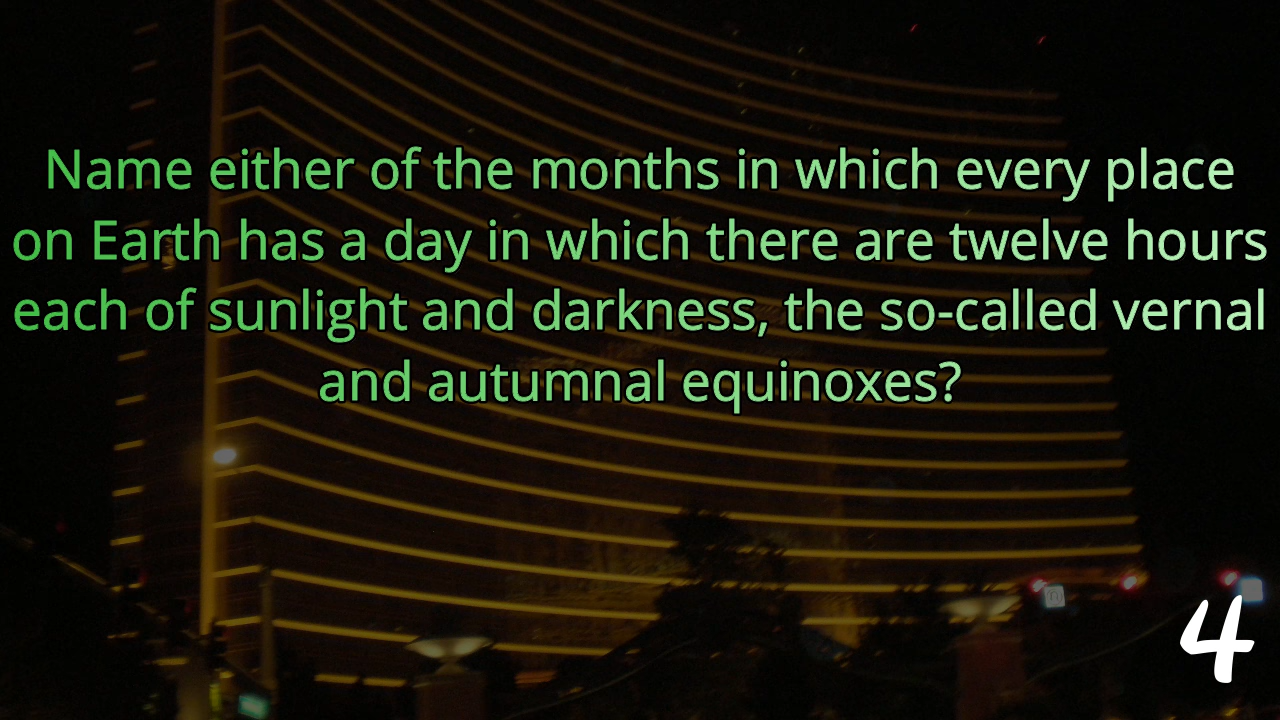 Name either of the months in which every place
on Earth has a day in which there are twelve hours
each of sunlight and darkness, the so-called vernal
and autumnal equinoxes?
4